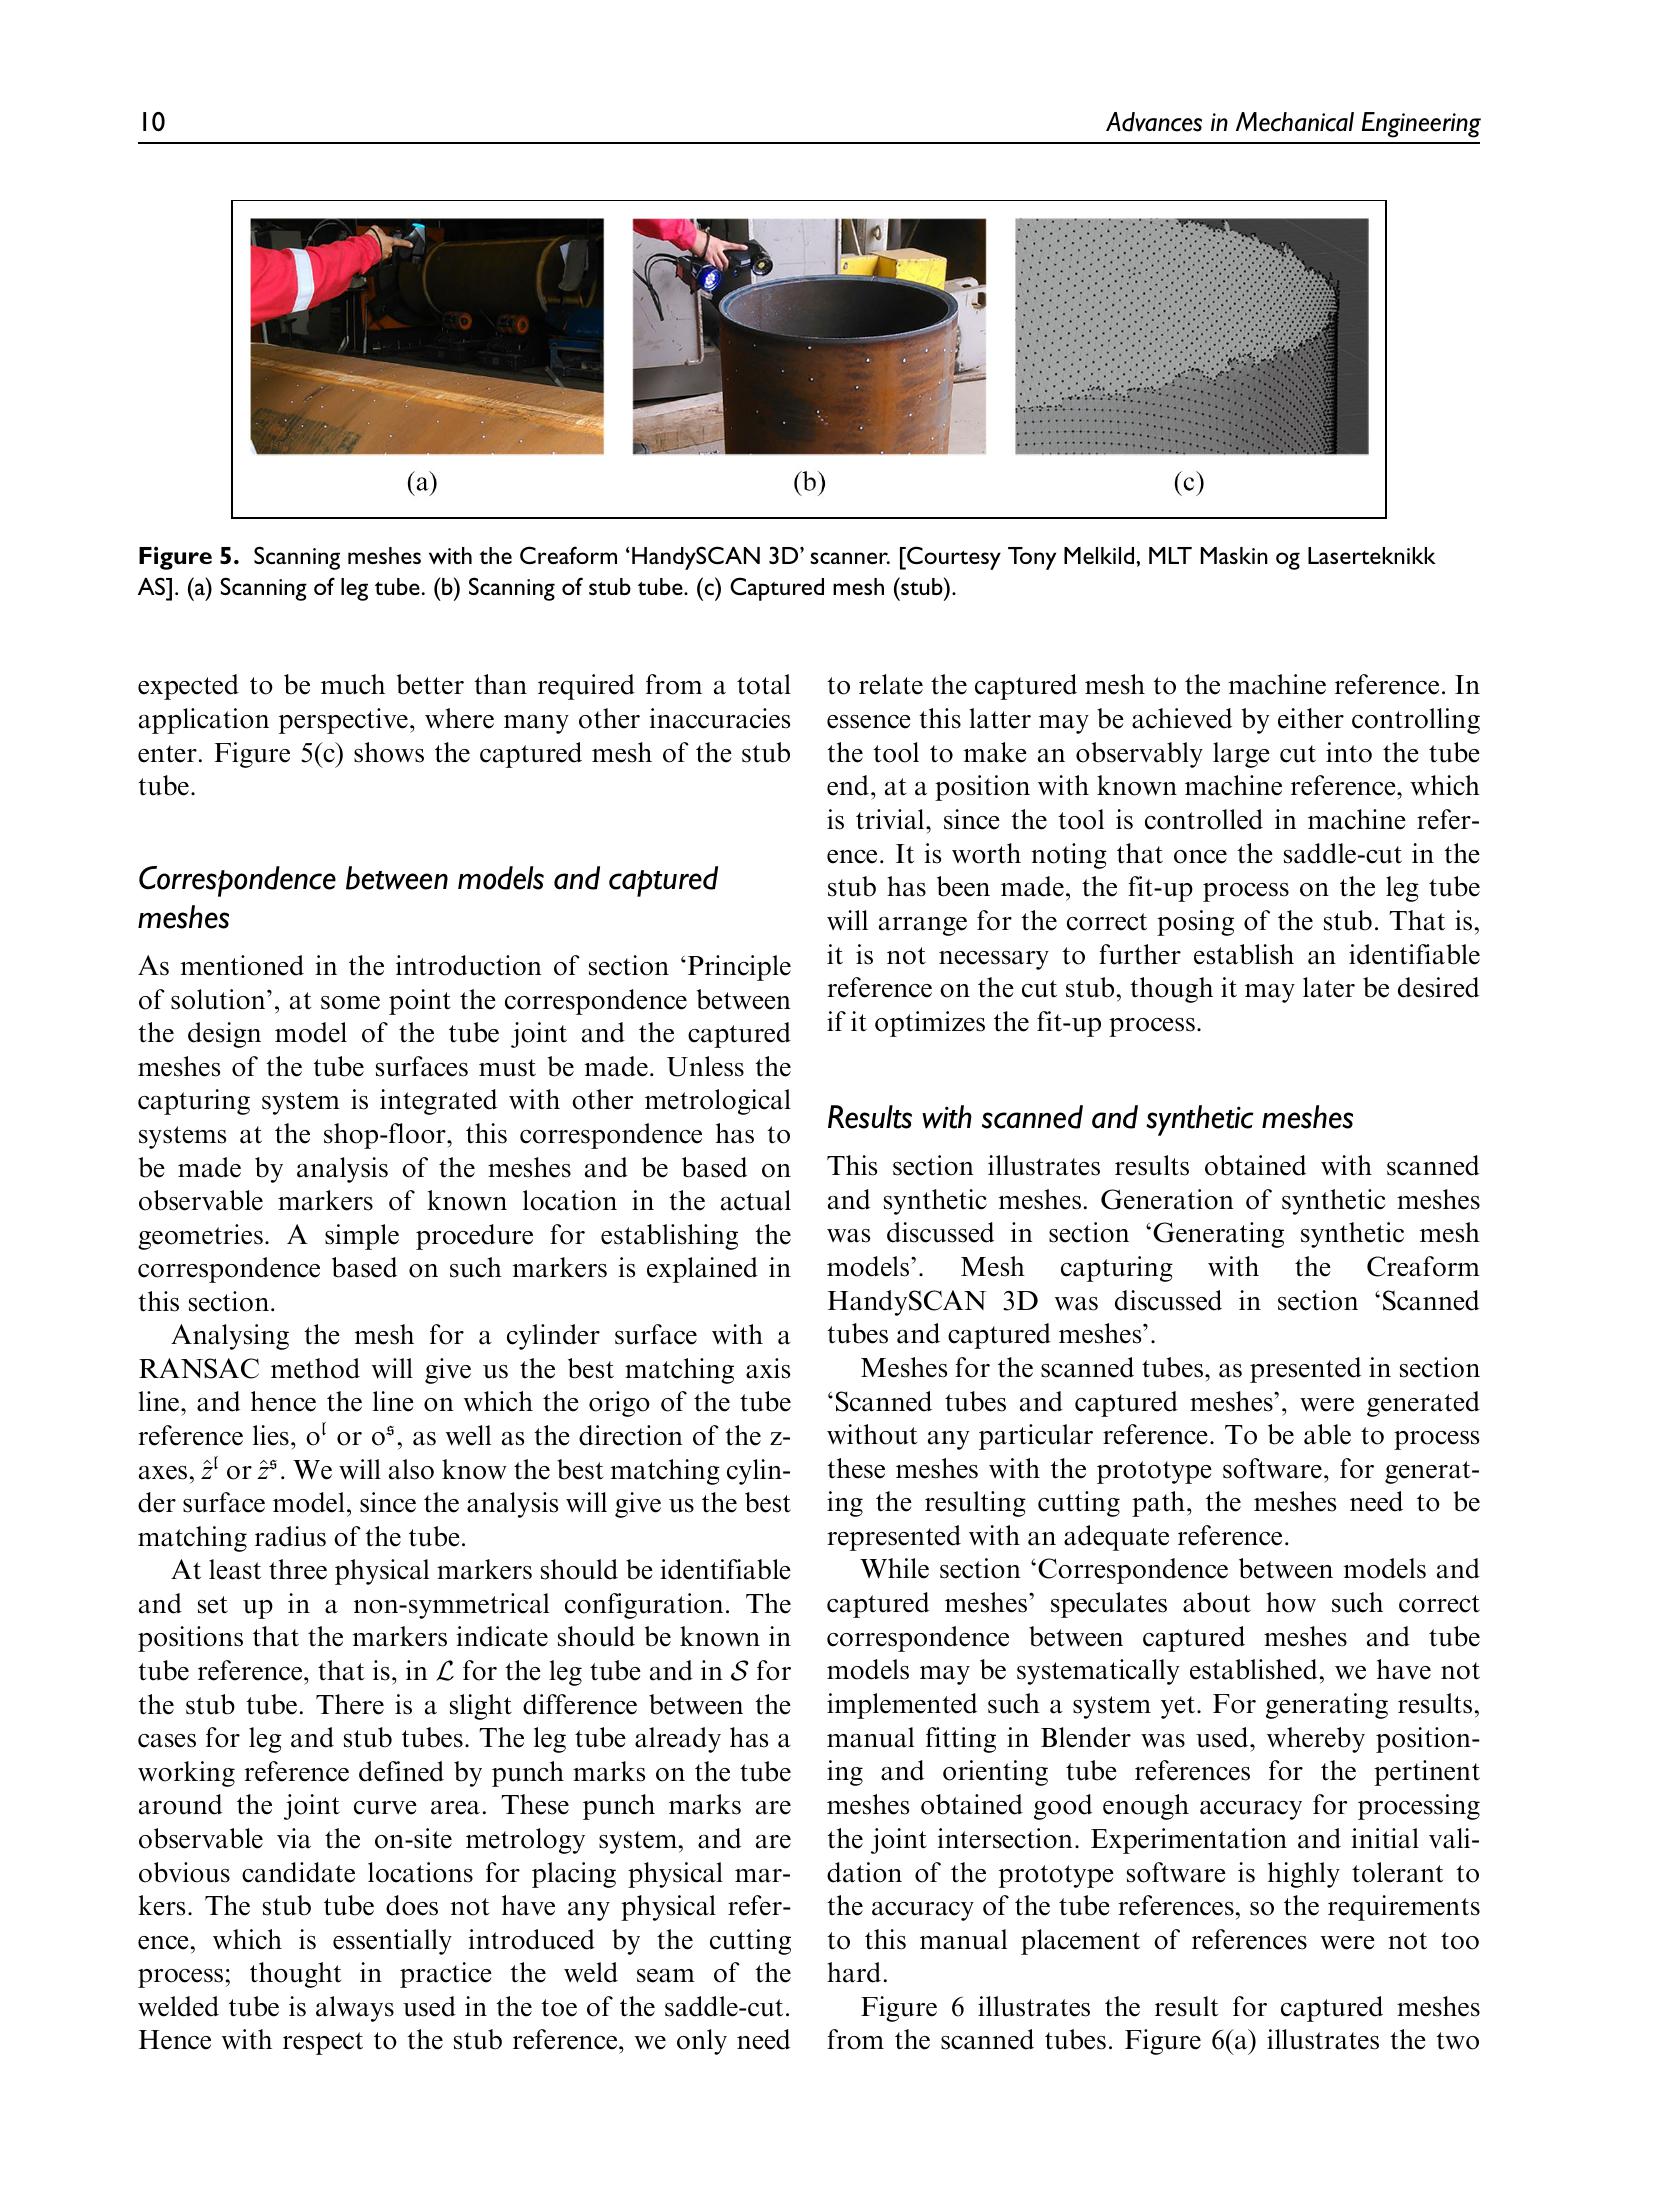 10
Advances in Mechanical Engineering
(a)
(b)
(c)
Figure 5. Scanning meshes with the Creaform ‘HandySCAN 3D’ scanner. [Courtesy Tony Melkild, MLT Maskin og Laserteknikk
AS]. (a) Scanning of leg tube. (b) Scanning of stub tube. (c) Captured mesh (stub).
expected to be much better than required from a total
application perspective, where many other inaccuracies
enter. Figure 5(c) shows the captured mesh of the stub
tube.
Correspondence between models and captured
meshes
As mentioned in the introduction of section ‘Principle
of solution’, at some point the correspondence between
the design model of the tube joint and the captured
meshes of the tube surfaces must be made. Unless the
capturing system is integrated with other metrological
systems at the shop-floor, this correspondence has to
be made by analysis of the meshes and be based on
observable markers of known location in the actual
geometries. A simple procedure for establishing the
correspondence based on such markers is explained in
this section.
Analysing the mesh for a cylinder surface with a
RANSAC method will give us the best matching axis
line, and hence the line on which the origo of the tube
reference lies, o^𝔩 or o^𝔰, as well as the direction of the z-
axes, ẑ^𝔩 or ẑ^𝔰. We will also know the best matching cylin-
der surface model, since the analysis will give us the best
matching radius of the tube.
At least three physical markers should be identifiable
and set up in a non-symmetrical configuration. The
positions that the markers indicate should be known in
tube reference, that is, in ℒ for the leg tube and in 𝒮 for
the stub tube. There is a slight difference between the
cases for leg and stub tubes. The leg tube already has a
working reference defined by punch marks on the tube
around the joint curve area. These punch marks are
observable via the on-site metrology system, and are
obvious candidate locations for placing physical mar-
kers. The stub tube does not have any physical refer-
ence, which is essentially introduced by the cutting
process; thought in practice the weld seam of the
welded tube is always used in the toe of the saddle-cut.
Hence with respect to the stub reference, we only need
to relate the captured mesh to the machine reference. In
essence this latter may be achieved by either controlling
the tool to make an observably large cut into the tube
end, at a position with known machine reference, which
is trivial, since the tool is controlled in machine refer-
ence. It is worth noting that once the saddle-cut in the
stub has been made, the fit-up process on the leg tube
will arrange for the correct posing of the stub. That is,
it is not necessary to further establish an identifiable
reference on the cut stub, though it may later be desired
if it optimizes the fit-up process.
Results with scanned and synthetic meshes
This section illustrates results obtained with scanned
and synthetic meshes. Generation of synthetic meshes
was discussed in section ‘Generating synthetic mesh
models’. Mesh capturing with the Creaform
HandySCAN 3D was discussed in section ‘Scanned
tubes and captured meshes’.
Meshes for the scanned tubes, as presented in section
‘Scanned tubes and captured meshes’, were generated
without any particular reference. To be able to process
these meshes with the prototype software, for generat-
ing the resulting cutting path, the meshes need to be
represented with an adequate reference.
While section ‘Correspondence between models and
captured meshes’ speculates about how such correct
correspondence between captured meshes and tube
models may be systematically established, we have not
implemented such a system yet. For generating results,
manual fitting in Blender was used, whereby position-
ing and orienting tube references for the pertinent
meshes obtained good enough accuracy for processing
the joint intersection. Experimentation and initial vali-
dation of the prototype software is highly tolerant to
the accuracy of the tube references, so the requirements
to this manual placement of references were not too
hard.
Figure 6 illustrates the result for captured meshes
from the scanned tubes. Figure 6(a) illustrates the two